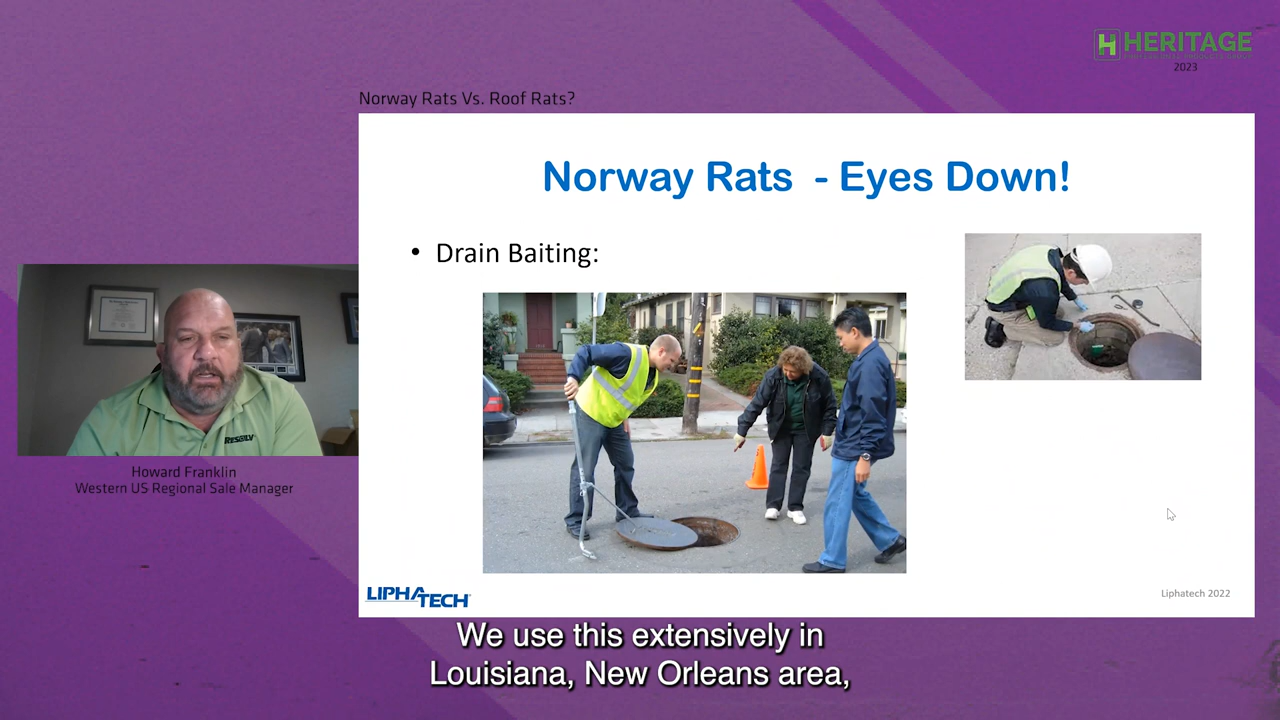 HERITAGE
2023
Norway Rats Vs. Roof Rats?
Norway Rats - Eyes Down!
• Drain Baiting:
RESOLV
Howard Franklin
Western US Regional Sale Manager
LIPHATECH
Liphatech 2022
We use this extensively in
Louisiana, New Orleans area,